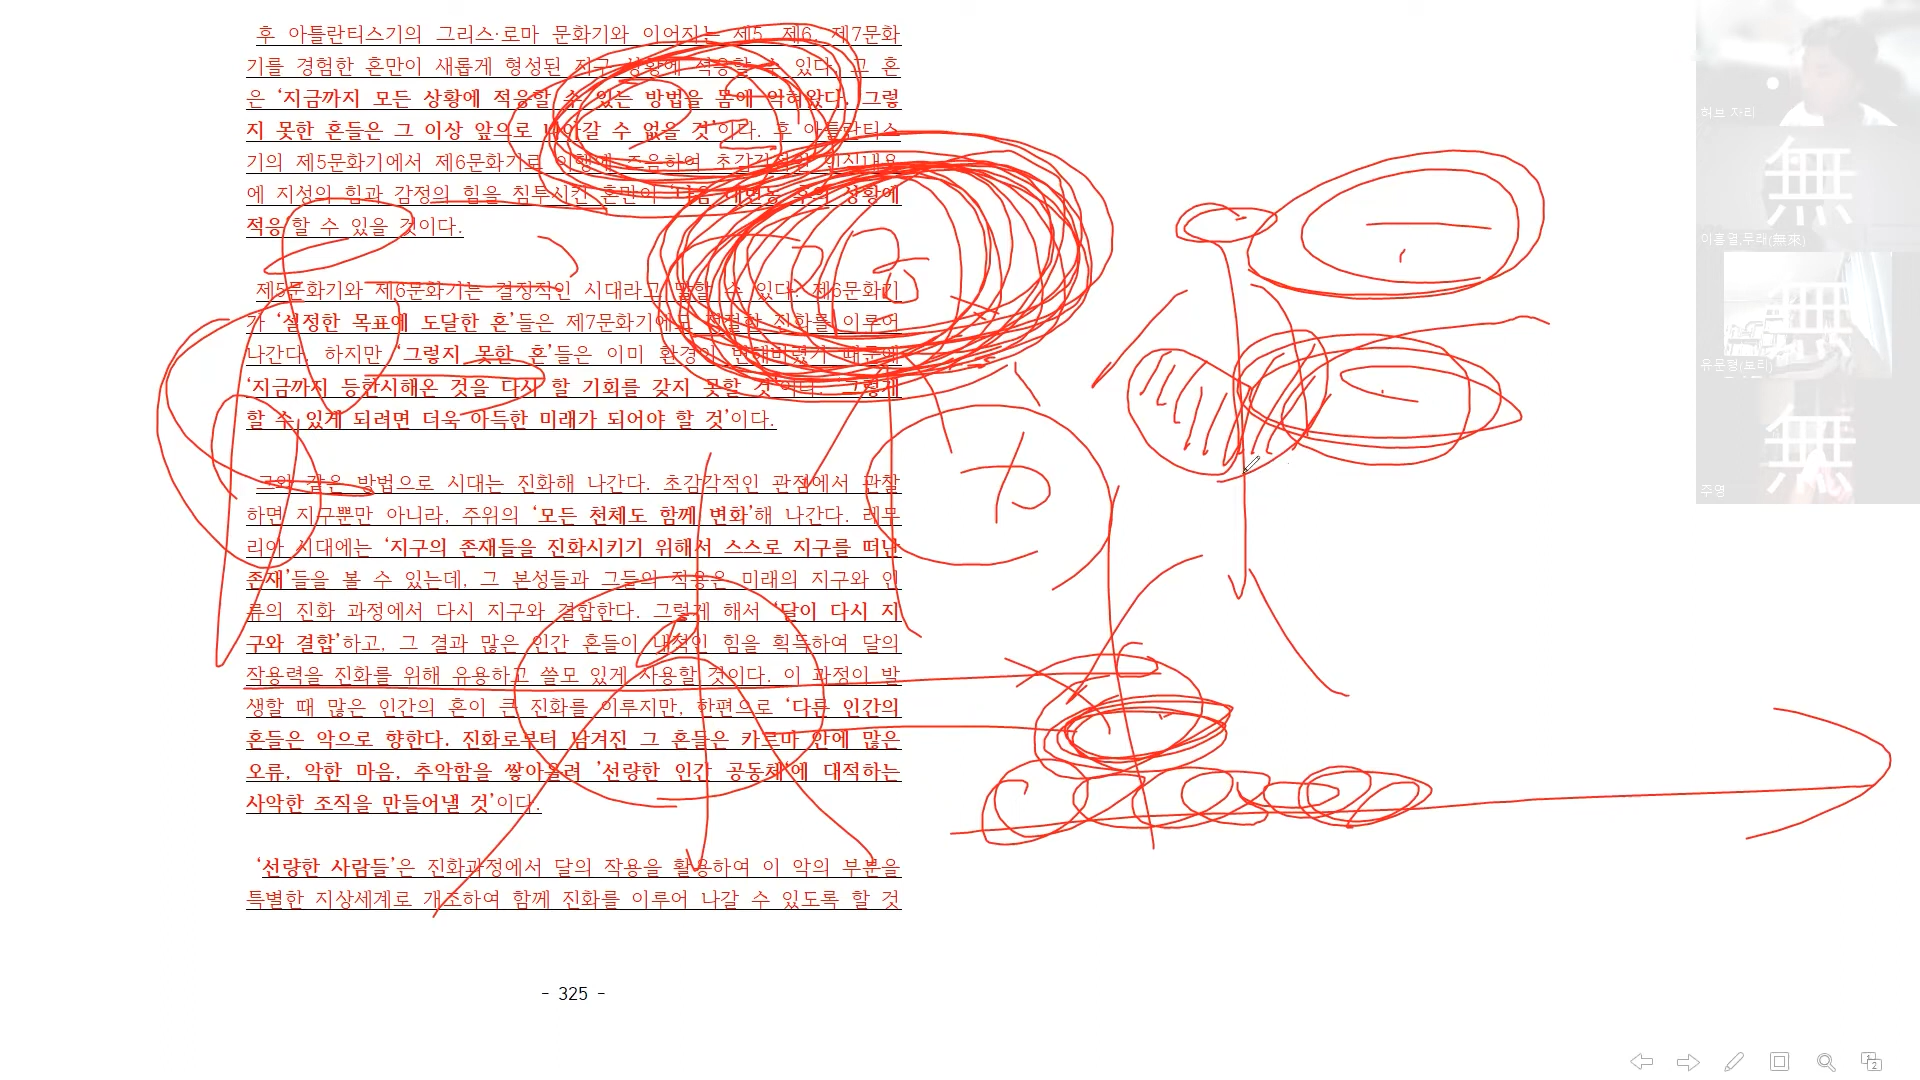 후 아틀란티스기의 그리스·로마 문화기와 이어지는 제5, 제6, 제7문화
기를 경험한 혼만이 새롭게 형성된 지구 상황에 적응할 수 있다. 그 혼
은 ‘지금까지 모든 상황에 적응할 수 있는 방법을 몸에 익혀왔다. 그렇
지 못한 혼들은 그 이상 앞으로 나아갈 수 없을 것’이다. 후 아틀란티스
기의 제5문화기에서 제6문화기로 이행에 즈음하여 초감각적인 인식내용
에 지성의 힘과 감정의 힘을 침투시킨 혼만이 ‘다음 대변동 후의 상황에
적응’할 수 있을 것이다.
제5문화기와 제6문화기는 결정적인 시대라고 말할 수 있다. 제6문화기
가 ‘설정한 목표에 도달한 혼’들은 제7문화기에도 적절한 진화를 이루어
나간다. 하지만 ‘그렇지 못한 혼’들은 이미 환경이 변해버렸기 때문에
‘지금까지 등한시해온 것을 다시 할 기회를 갖지 못할 것’이다. ‘그렇게
할 수 있게 되려면 더욱 아득한 미래가 되어야 할 것’이다.
그와 같은 방법으로 시대는 진화해 나간다. 초감각적인 관점에서 관찰
하면 지구뿐만 아니라, 주위의 ‘모든 천체도 함께 변화’해 나간다. 레무
리아 시대에는 ‘지구의 존재들을 진화시키기 위해서 스스로 지구를 떠난
존재’들을 볼 수 있는데, 그 본성들과 그들의 적용은 미래의 지구와 인
류의 진화 과정에서 다시 지구와 결합한다. 그렇게 해서 ‘달이 다시 지
구와 결합’하고, 그 결과 많은 인간 혼들이 내적인 힘을 획득하여 달의
작용력을 진화를 위해 유용하고 쓸모 있게 사용할 것이다. 이 과정이 발
생할 때 많은 인간의 혼이 큰 진화를 이루지만, 한편으로 ‘다른 인간의
혼들은 악으로 향한다. 진화로부터 남겨진 그 혼들은 카르마 안에 많은
오류, 악한 마음, 추악함을 쌓아올려 ’선량한 인간 공동체‘에 대적하는
사악한 조직을 만들어낼 것’이다.
‘선량한 사람들’은 진화과정에서 달의 작용을 활용하여 이 악의 부분을
특별한 지상세계로 개조하여 함께 진화를 이루어 나갈 수 있도록 할 것
- 325 -
허브 자리
無
이홍열.무래(無來)
無
유문형(브리)
無
주영